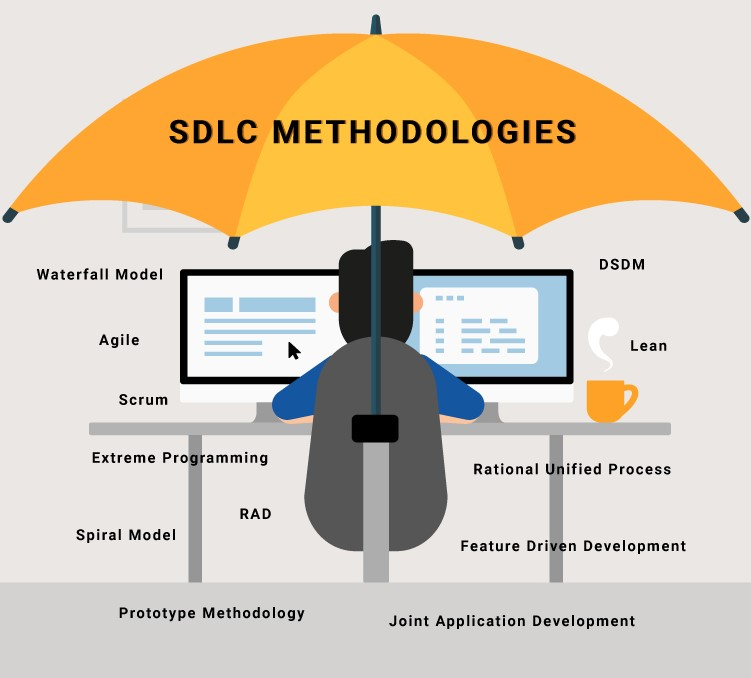 SDLC METHODOLOGIES
DSDM
Waterfall Model
Agile
Lean
Scrum
Extreme Programming
Rational Unified Process
RAD
Spiral Model
Feature Driven Development
Prototype Methodology
Joint Application Development